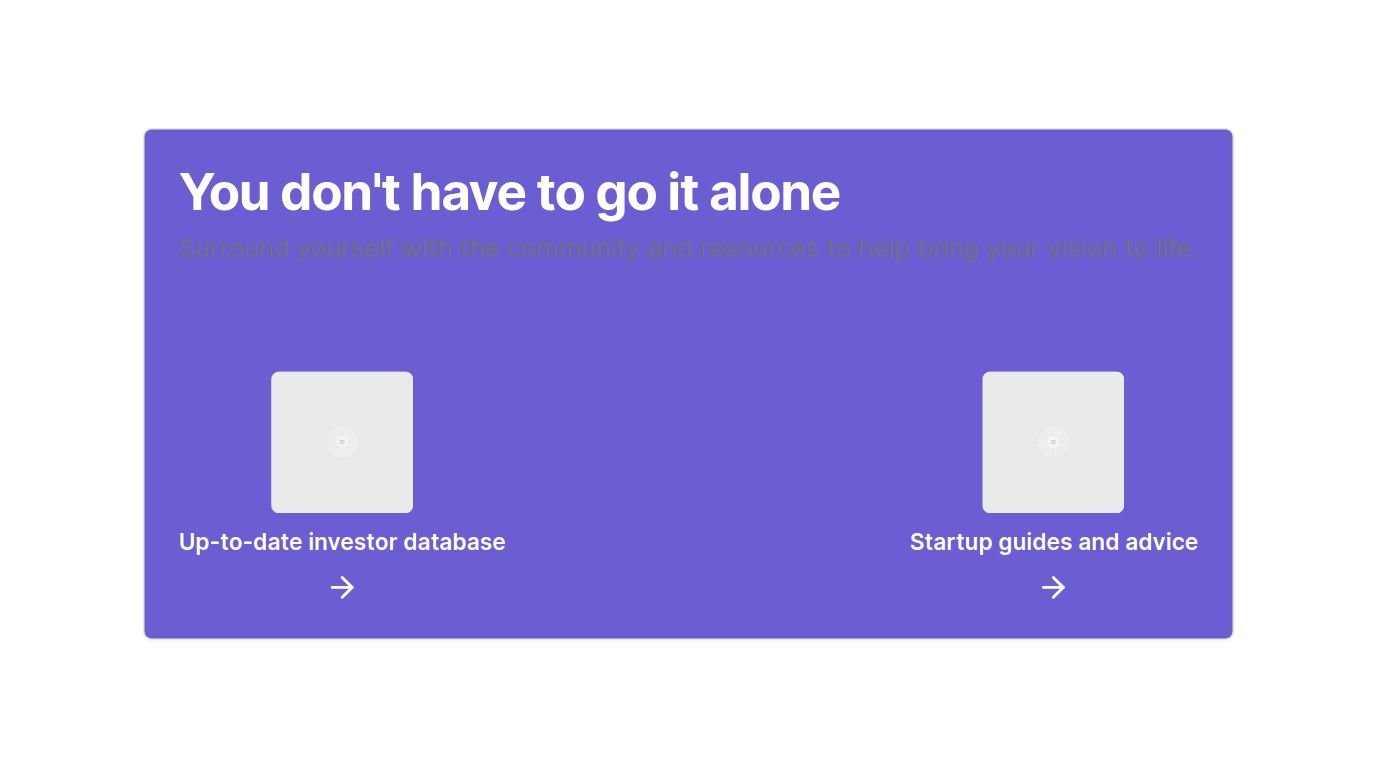 You don't have to go it alone
Surround yourself with the community and resources to help bring your vision to life.
Up-to-date investor database
Startup guides and advice